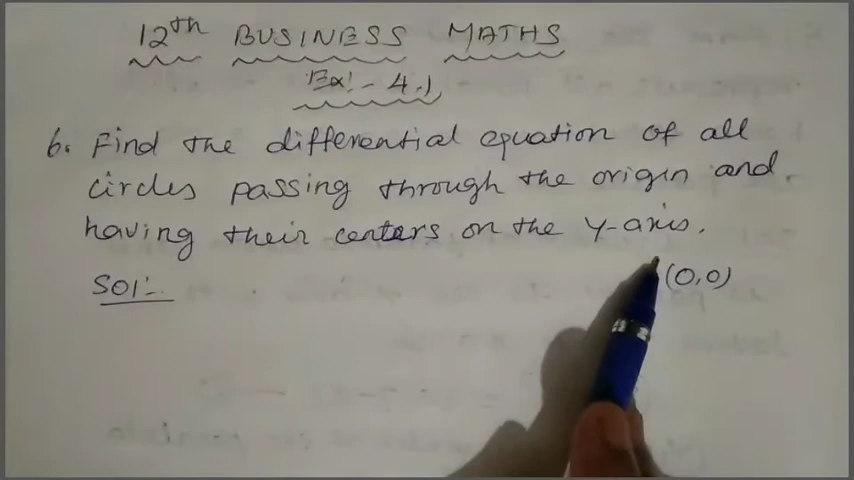 12th BUSINESS MATHS
Ex! - 4.1
6. Find the differential equation of all
circles passing through the origin and
having their centers on the y-axis.
Sol:- (0,0)